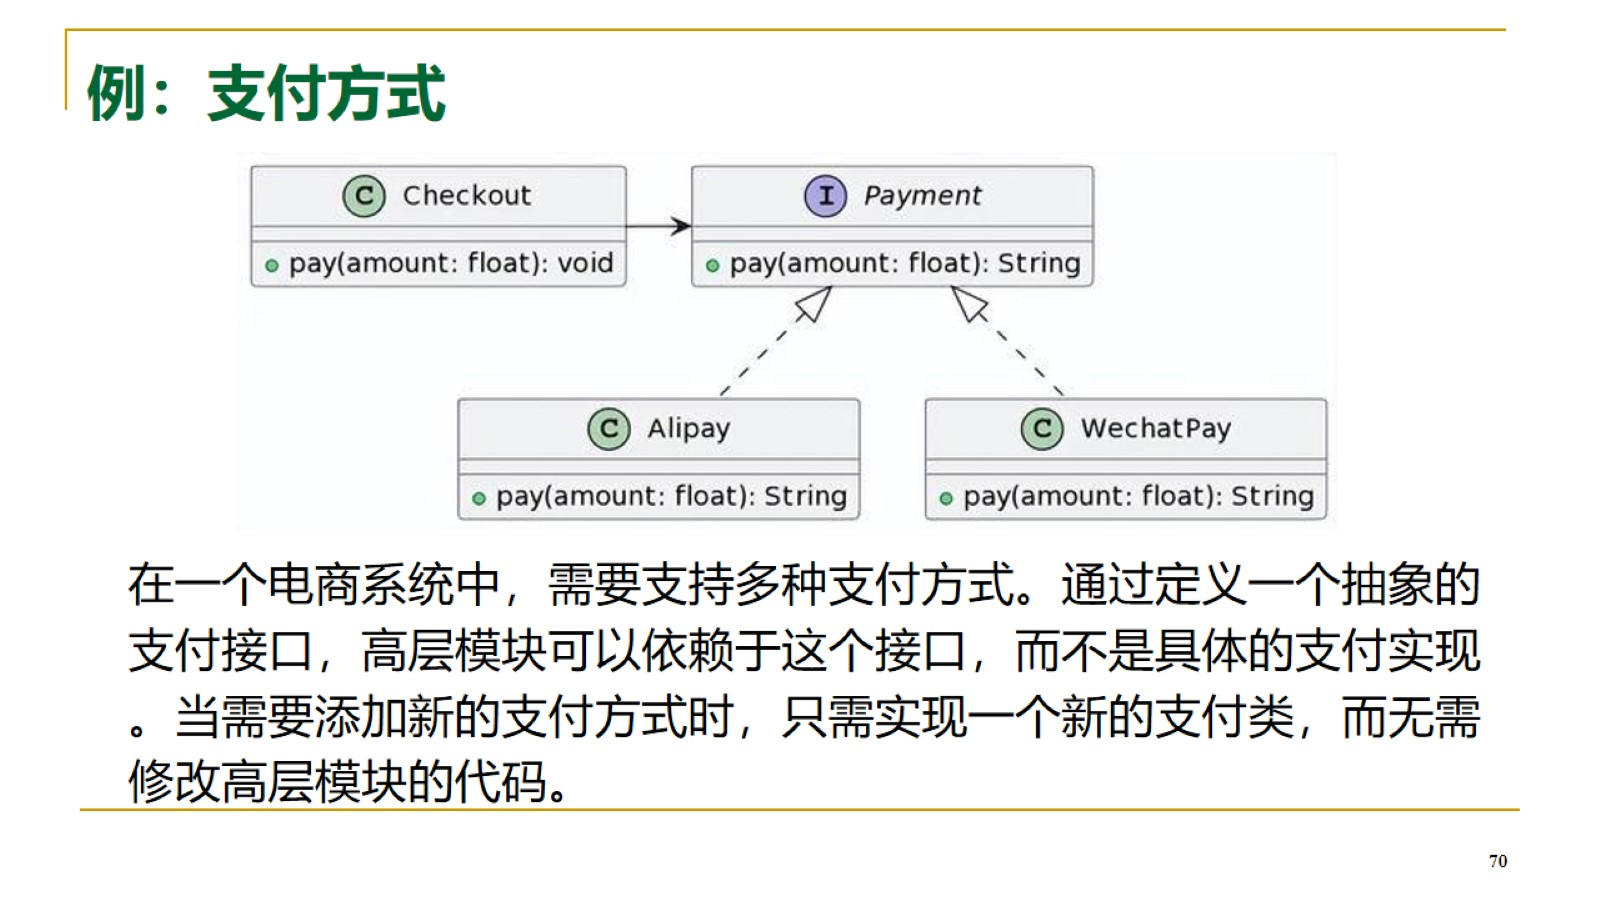 例：支付方式
C Checkout
pay(amount: float): void
I Payment
pay(amount: float): String
C Alipay
pay(amount: float): String
C WechatPay
pay(amount: float): String
在一个电商系统中，需要支持多种支付方式。通过定义一个抽象的
支付接口，高层模块可以依赖于这个接口，而不是具体的支付实现
。当需要添加新的支付方式时，只需实现一个新的支付类，而无需
修改高层模块的代码。
70